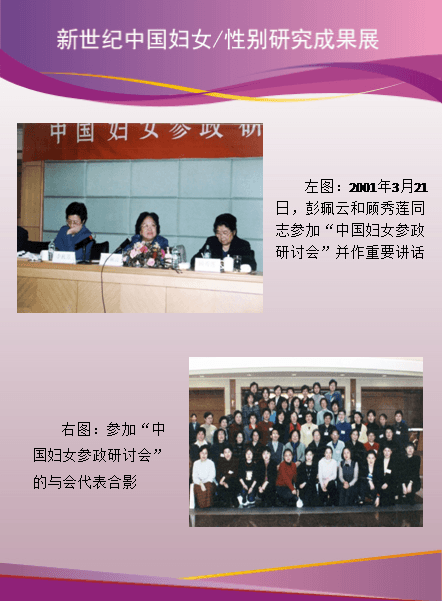 新世纪中国妇女/性别研究成果展
中国妇女参政研
左图：2001年3月21
日，彭珮云和顾秀莲同
志参加“中国妇女参政
研讨会”并作重要讲话
右图：参加“中
国妇女参政研讨会”
的与会代表合影